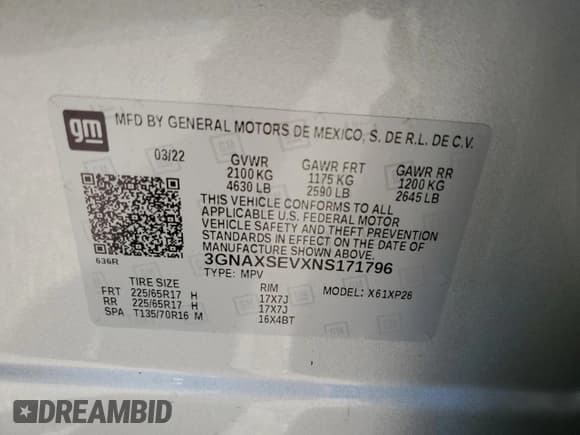 gm MFD BY GENERAL MOTORS DE MEXICO, S. DE R.L. DE C.V.
03/22 GVWR GAWR FRT GAWR RR
2100 KG 1175 KG 1200 KG
4630 LB 2590 LB 2645 LB
THIS VEHICLE CONFORMS TO ALL
APPLICABLE U.S. FEDERAL MOTOR
VEHICLE SAFETY AND THEFT PREVENTION
STANDARDS IN EFFECT ON THE DATE OF
MANUFACTURE SHOWN ABOVE.
636R 3GNAXSEVXNS171796
TYPE: MPV
TIRE SIZE RIM MODEL: X61XP26
FRT 225/65R17 H 17X7J
RR 225/65R17 H 17X7J
SPA T135/70R16 M 16X4BT
DREAMBID